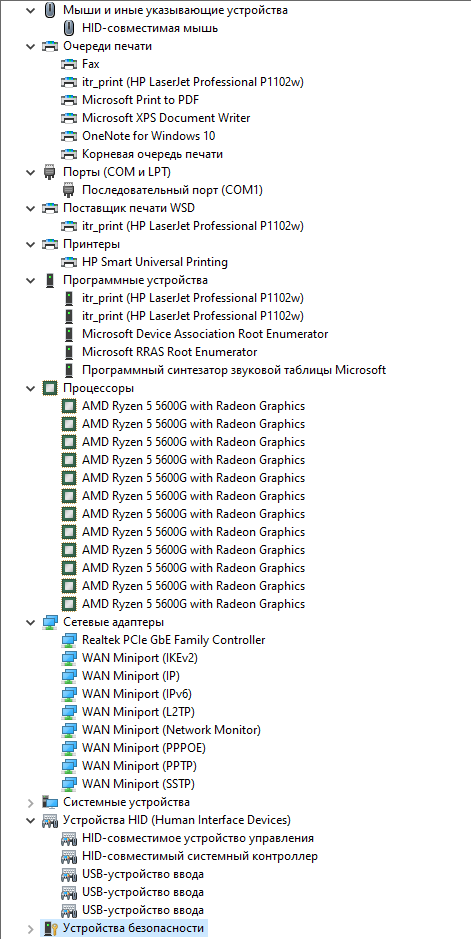 Мыши и иные указывающие устройства
HID-совместимая мышь
Очереди печати
Fax
itr_print (HP LaserJet Professional P1102w)
Microsoft Print to PDF
Microsoft XPS Document Writer
OneNote for Windows 10
Корневая очередь печати
Порты (COM и LPT)
Последовательный порт (COM1)
Поставщик печати WSD
itr_print (HP LaserJet Professional P1102w)
Принтеры
HP Smart Universal Printing
Программные устройства
itr_print (HP LaserJet Professional P1102w)
itr_print (HP LaserJet Professional P1102w)
Microsoft Device Association Root Enumerator
Microsoft RRAS Root Enumerator
Программный синтезатор звуковой таблицы Microsoft
Процессоры
AMD Ryzen 5 5600G with Radeon Graphics
AMD Ryzen 5 5600G with Radeon Graphics
AMD Ryzen 5 5600G with Radeon Graphics
AMD Ryzen 5 5600G with Radeon Graphics
AMD Ryzen 5 5600G with Radeon Graphics
AMD Ryzen 5 5600G with Radeon Graphics
AMD Ryzen 5 5600G with Radeon Graphics
AMD Ryzen 5 5600G with Radeon Graphics
AMD Ryzen 5 5600G with Radeon Graphics
AMD Ryzen 5 5600G with Radeon Graphics
AMD Ryzen 5 5600G with Radeon Graphics
AMD Ryzen 5 5600G with Radeon Graphics
Сетевые адаптеры
Realtek PCIe GbE Family Controller
WAN Miniport (IKEv2)
WAN Miniport (IP)
WAN Miniport (IPv6)
WAN Miniport (L2TP)
WAN Miniport (Network Monitor)
WAN Miniport (PPPOE)
WAN Miniport (PPTP)
WAN Miniport (SSTP)
Системные устройства
Устройства HID (Human Interface Devices)
HID-совместимое устройство управления
HID-совместимый системный контроллер
USB-устройство ввода
USB-устройство ввода
USB-устройство ввода
Устройства безопасности